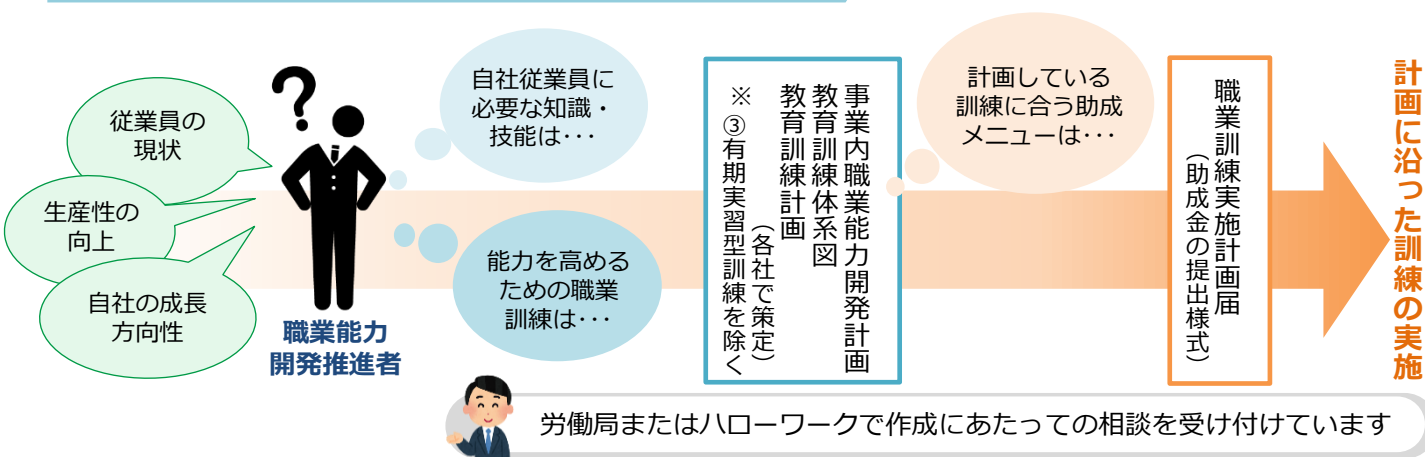 従業員の
現状
生産性の
向上
自社の成長
方向性
?
職業能力
開発推進者
自社従業員に
必要な知識・
技能は･･･
能力を高める
ための職業
訓練は･･･
事業内職業能力開発計画
教育訓練体系図
教育訓練計画
（各社で策定）
※③有期実習型訓練を除く
計画している
訓練に合う助成
メニューは･･･
職業訓練実施計画届
（助成金の提出様式）
計画に沿った訓練の実施
労働局またはハローワークで作成にあたっての相談を受け付けています